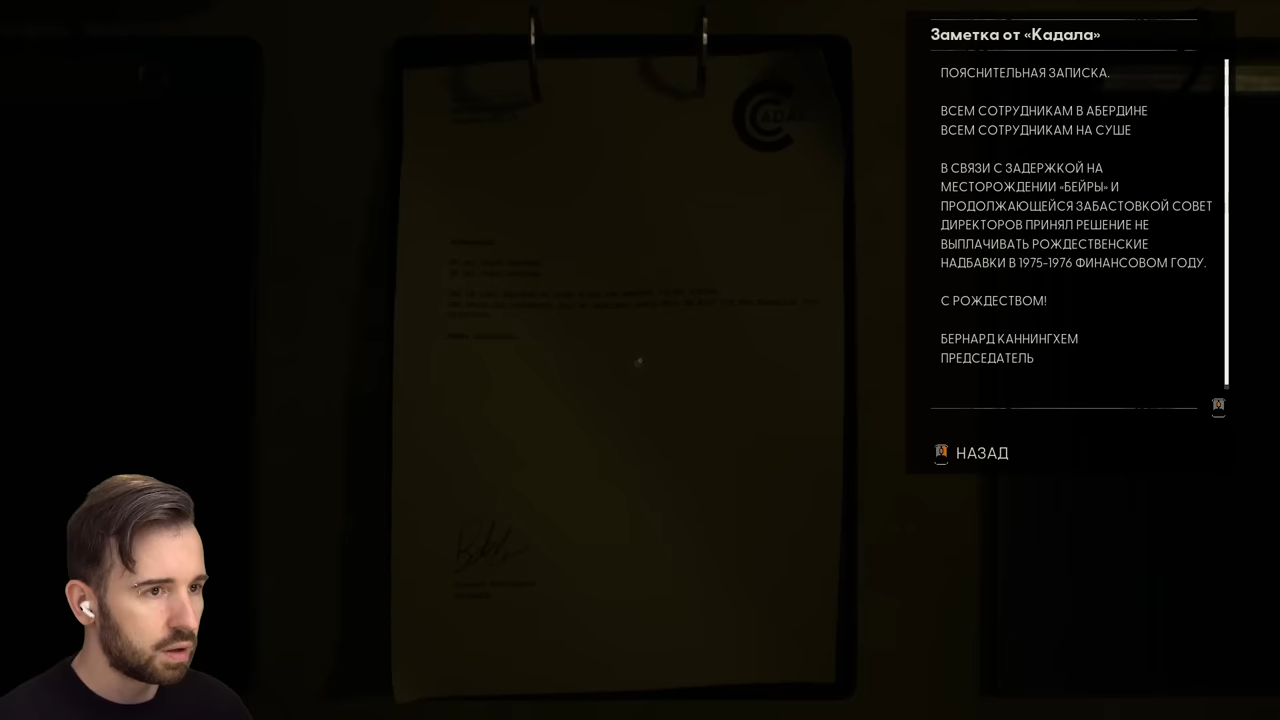 Заметка от «Кадала»
ПОЯСНИТЕЛЬНАЯ ЗАПИСКА.
ВСЕМ СОТРУДНИКАМ В АБЕРДИНЕ
ВСЕМ СОТРУДНИКАМ НА СУШЕ
В СВЯЗИ С ЗАДЕРЖКОЙ НА
МЕСТОРОЖДЕНИИ «БЕЙРЫ» И
ПРОДОЛЖАЮЩЕЙСЯ ЗАБАСТОВКОЙ СОВЕТ
ДИРЕКТОРОВ ПРИНЯЛ РЕШЕНИЕ НЕ
ВЫПЛАЧИВАТЬ РОЖДЕСТВЕНСКИЕ
НАДБАВКИ В 1975-1976 ФИНАНСОВОМ ГОДУ.
С РОЖДЕСТВОМ!
БЕРНАРД КАННИНГХЕМ
ПРЕДСЕДАТЕЛЬ
НАЗАД